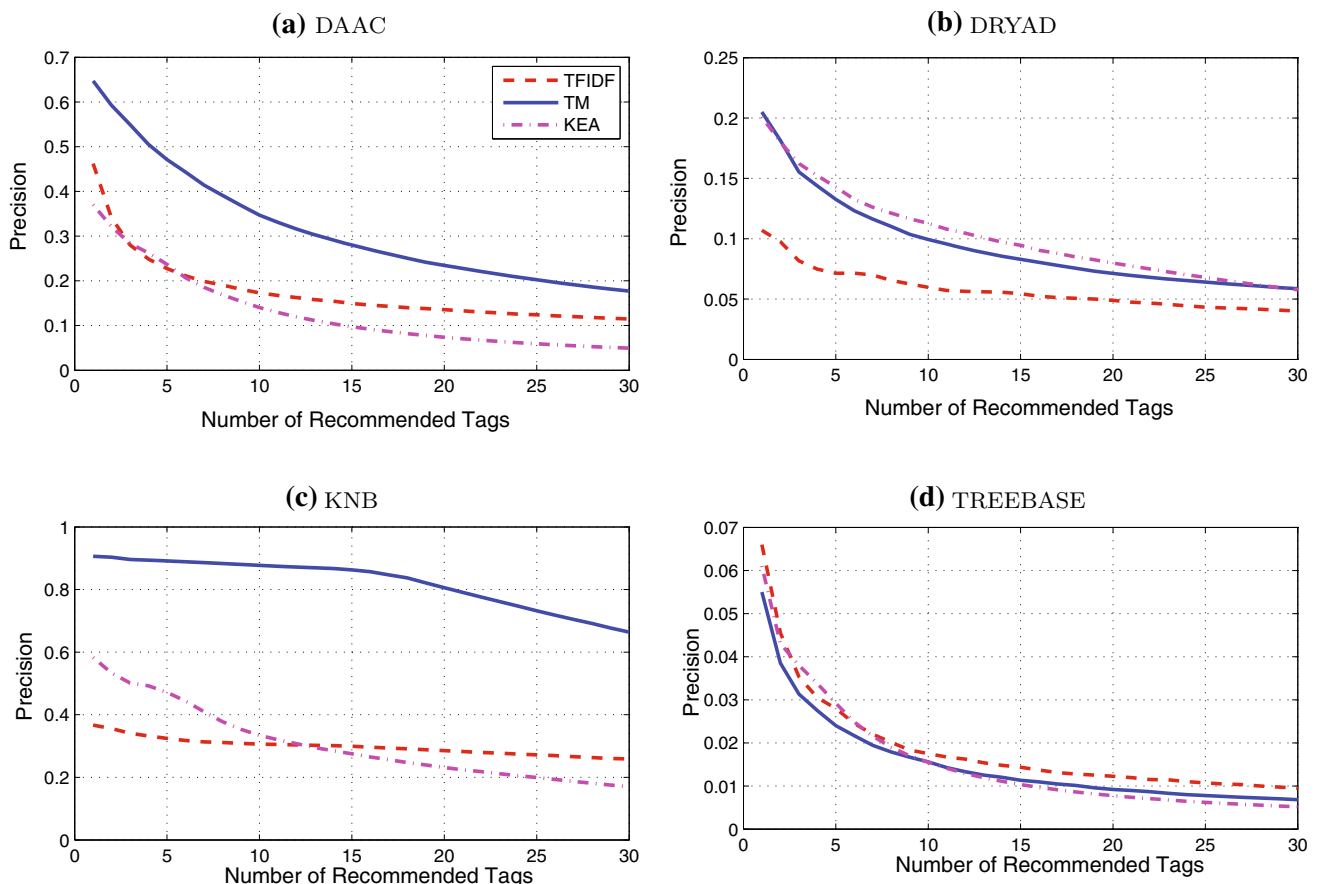 (a) DAAC
0.7
0.6
0.5
0.4
0.3
0.2
0.1
0
Precision
TFIDF
TM
KEA
0 5 10 15 20 25 30
Number of Recommended Tags
(b) DRYAD
0.25
0.2
0.15
0.1
0.05
0
Precision
0 5 10 15 20 25 30
Number of Recommended Tags
(c) KNB
1
0.8
0.6
0.4
0.2
0
Precision
0 5 10 15 20 25 30
Number of Recommended Tags
(d) TREEBASE
0.07
0.06
0.05
0.04
0.03
0.02
0.01
0
Precision
0 5 10 15 20 25 30
Number of Recommended Tags